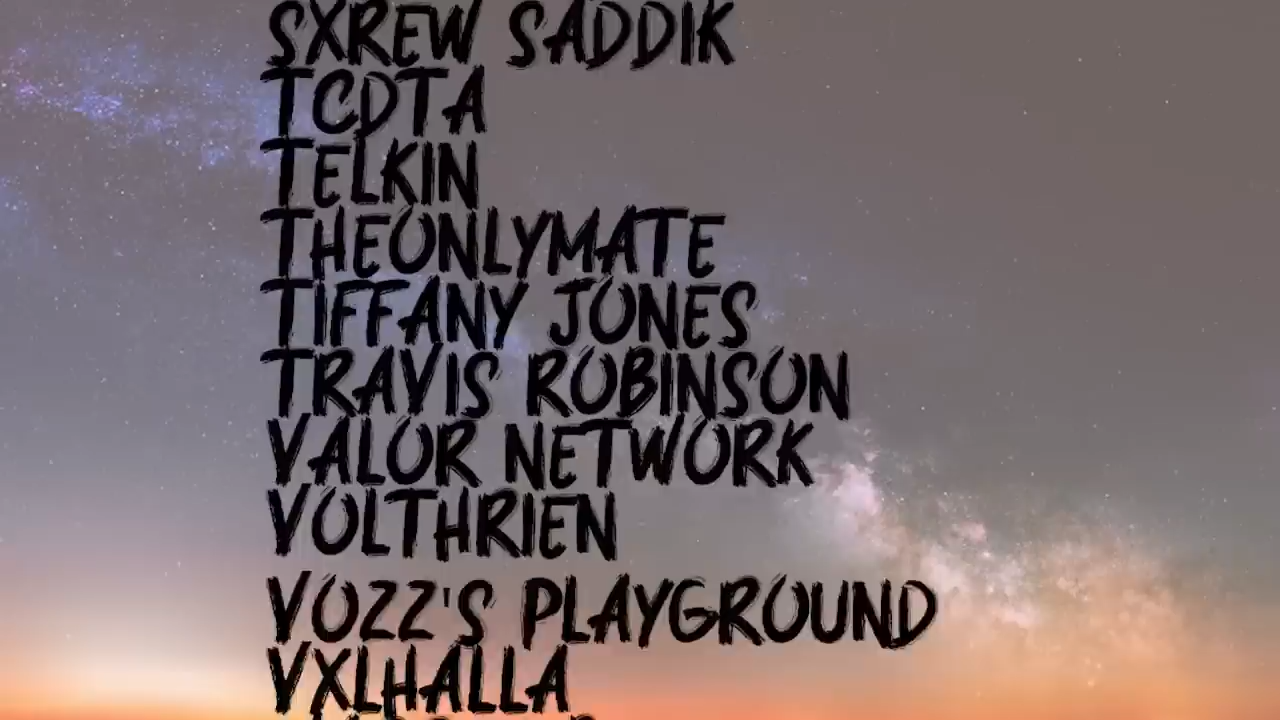 SXREW SADDIK
TCDTA
TELKIN
THEONLYMATE
TIFFANY JONES
TRAVIS ROBINSON
VALOR NETWORK
VOLTHRIEN
VOZZ'S PLAYGROUND
VXLHALLA